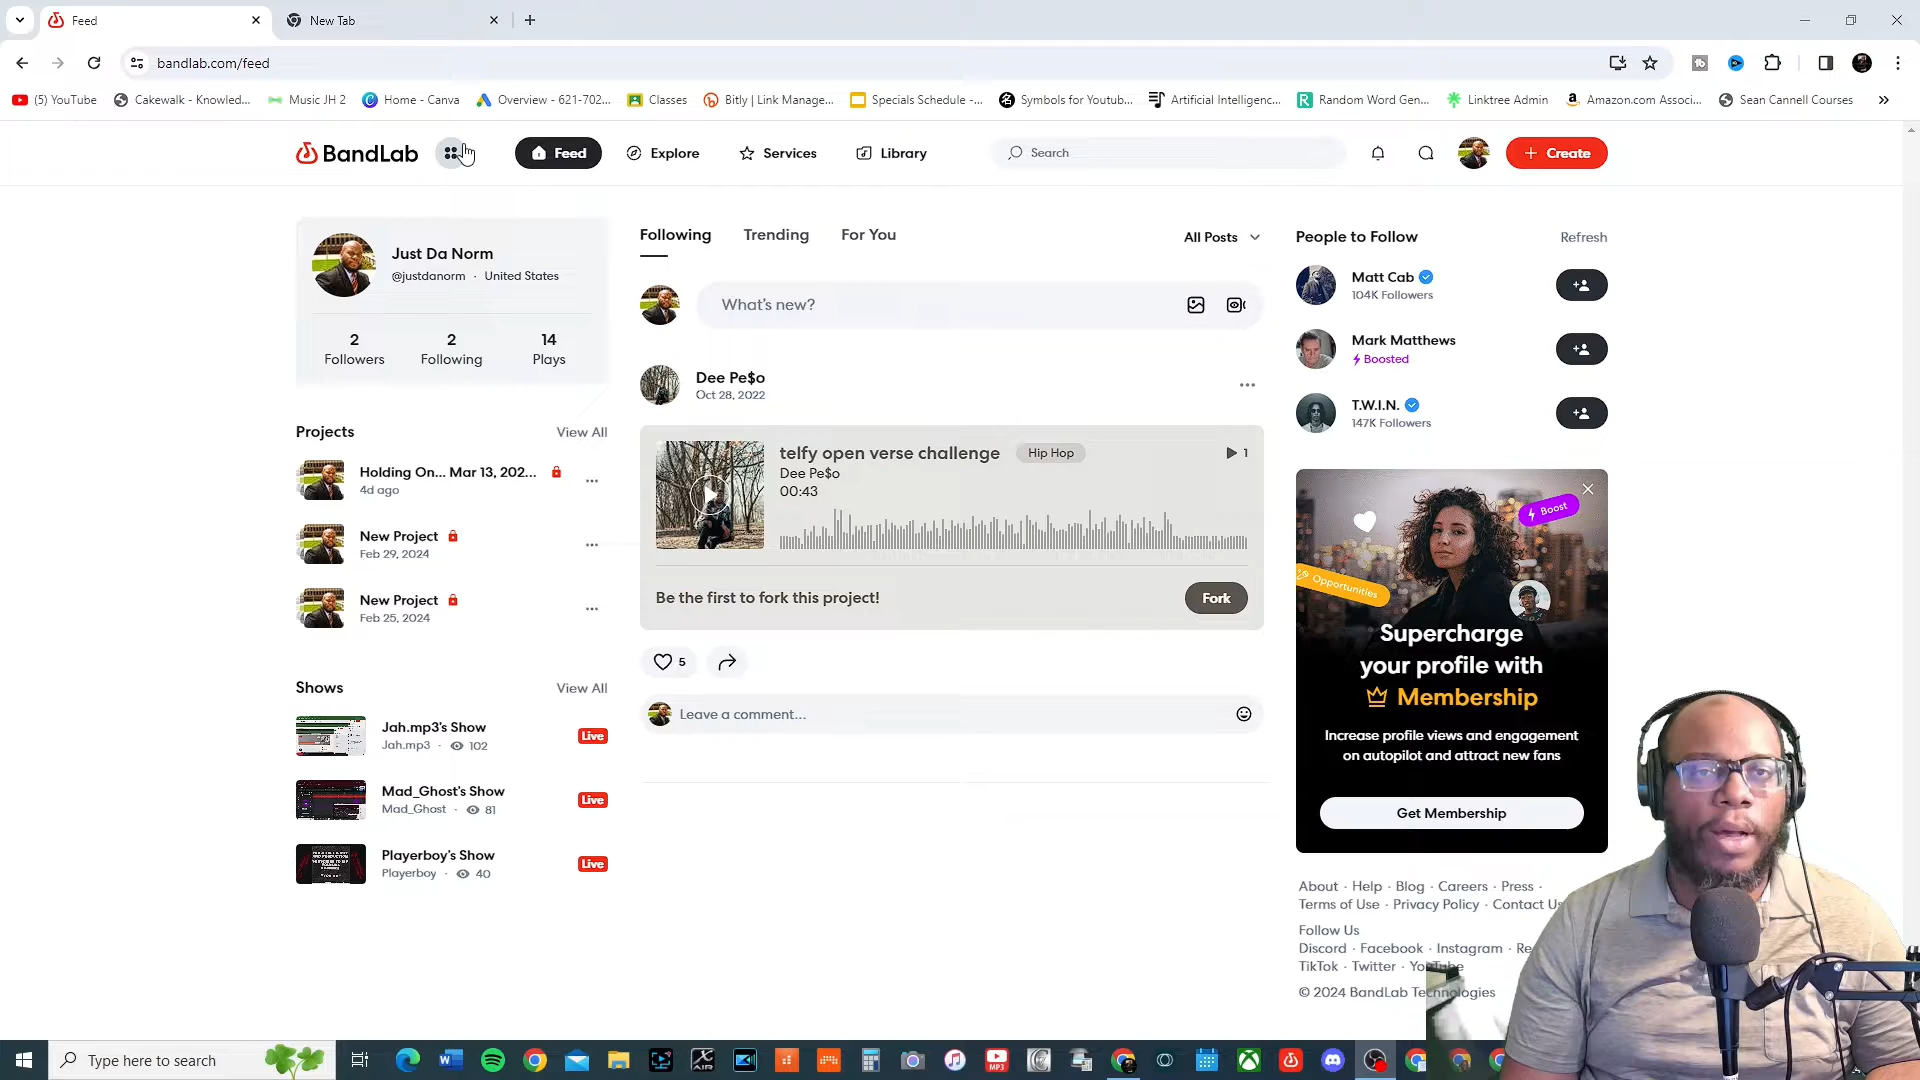 Feed
New Tab
bandlab.com/feed
(5) YouTube
Cakewalk - Knowled...
Music JH 2
Home - Canva
Overview - 621-702...
Classes
Bitly | Link Manage...
Specials Schedule -...
Symbols for Youtub...
Artificial Intelligenc...
Random Word Gen...
Linktree Admin
Amazon.com Associ...
Sean Cannell Courses
BandLab
Feed
Explore
Services
Library
Search
Create
Just Da Norm
@justdanorm · United States
2 2 14
Followers Following Plays
Projects View All
Holding On... Mar 13, 202...
4d ago
New Project
Feb 29, 2024
New Project
Feb 25, 2024
Shows View All
Jah.mp3's Show
Jah.mp3 · 102
Live
Mad_Ghost's Show
Mad_Ghost · 81
Live
Playerboy's Show
Playerboy · 40
Live
Following Trending For You All Posts
What's new?
Dee Pe$o
Oct 28, 2022
telfy open verse challenge Hip Hop 1
Dee Pe$o
00:43
Be the first to fork this project! Fork
5
Leave a comment...
People to Follow Refresh
Matt Cab
104K Followers
Mark Matthews
Boosted
T.W.I.N.
147K Followers
Boost
Opportunities
Supercharge
your profile with
Membership
Increase profile views and engagement
on autopilot and attract new fans
Get Membership
About · Help · Blog · Careers · Press ·
Terms of Use · Privacy Policy · Contact Us
Follow Us
Discord · Facebook · Instagram · Re
TikTok · Twitter · YouTube
© 2024 BandLab Technologies
Type here to search
AIR
MP3